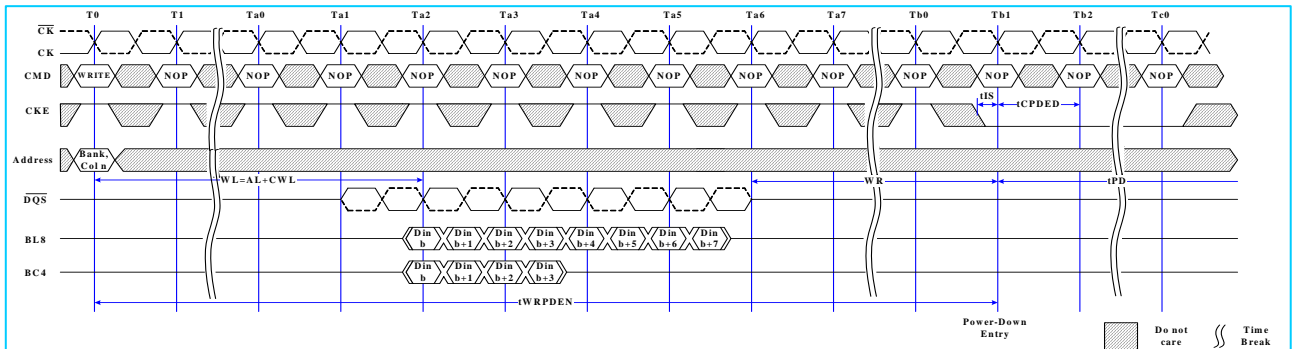 T0 T1 Ta0 Ta1 Ta2 Ta3 Ta4 Ta5 Ta6 Ta7 Tb0 Tb1 Tb2 Tc0
CK
CK
CMD WRITE NOP NOP NOP NOP NOP NOP NOP NOP NOP NOP NOP NOP NOP
tIS
CKE tCPDED
Address Bank, Col n
WL=AL+CWL WR tPD
DQS
BL8 Din b Din b+1 Din b+2 Din b+3 Din b+4 Din b+5 Din b+6 Din b+7
BC4 Din b Din b+1 Din b+2 Din b+3
tWRPDEN
Power-Down Entry
Do not care
Time Break